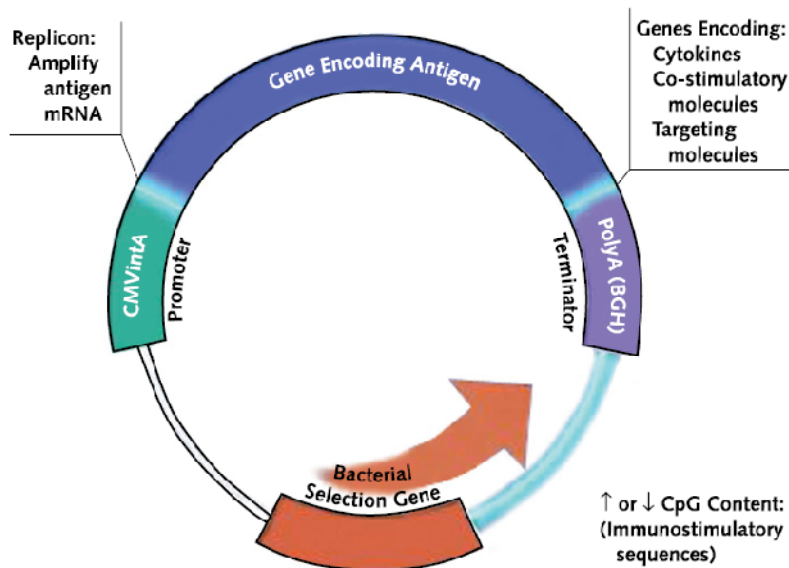 Replicon:
Amplify
antigen
mRNA
Gene Encoding Antigen
Genes Encoding:
Cytokines
Co-stimulatory
molecules
Targeting
molecules
CMVintA
Promoter
Terminator
PolyA (BGH)
Bacterial
Selection Gene
↑ or ↓ CpG Content:
(Immunostimulatory
sequences)